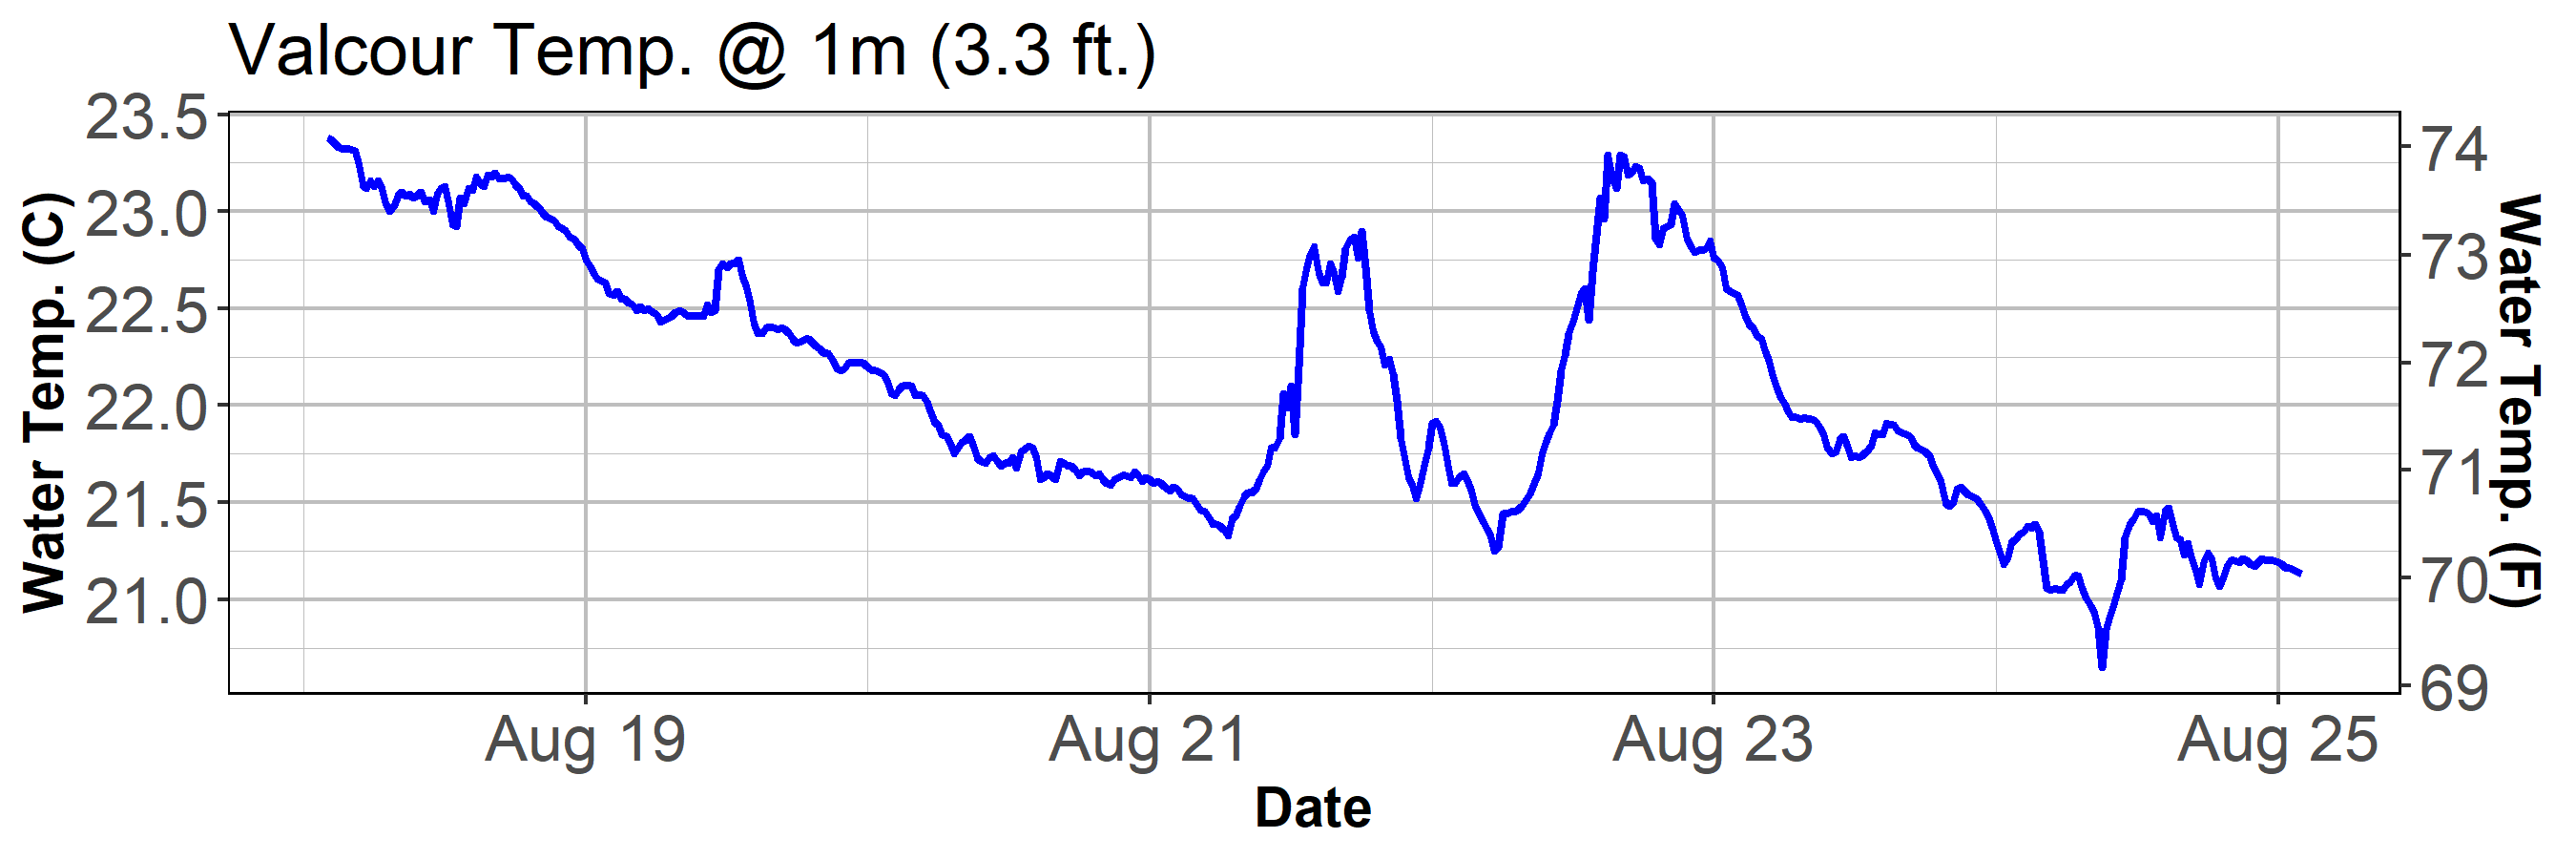 Valcour Temp. @ 1m (3.3 ft.)
Water Temp. (C)
23.5
23.0
22.5
22.0
21.5
21.0
74
73
72
71
70
69
Water Temp. (F)
Aug 19 Aug 21 Aug 23 Aug 25
Date